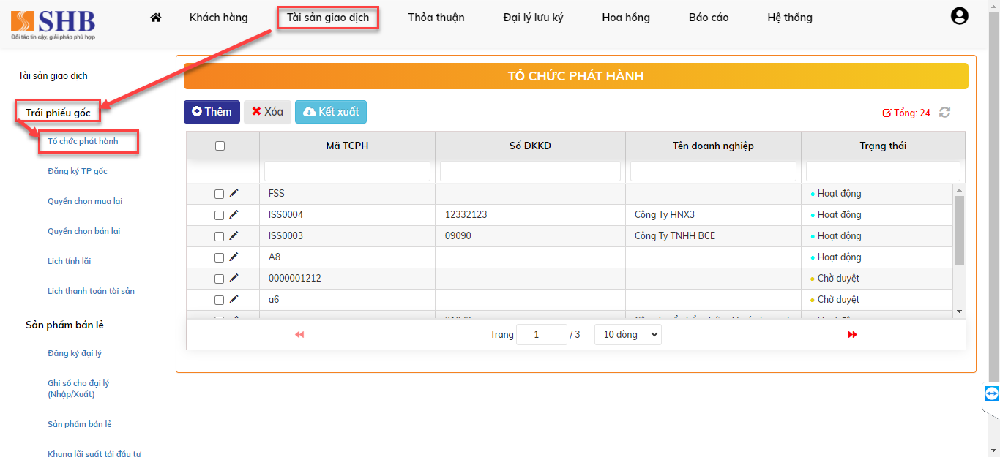 SHB
Đối tác tin cậy, giải pháp phù hợp
Khách hàng
Tài sản giao dịch
Thỏa thuận
Đại lý lưu ký
Hoa hồng
Báo cáo
Hệ thống
Tài sản giao dịch
Trái phiếu gốc
Tổ chức phát hành
Đăng ký TP gốc
Quyền chọn mua lại
Quyền chọn bán lại
Lịch tính lãi
Lịch thanh toán tài sản
Sản phẩm bán lẻ
Đăng ký đại lý
Ghi sổ cho đại lý
(Nhập/Xuất)
Sản phẩm bán lẻ
Khung lãi suất tái đầu tư
TỔ CHỨC PHÁT HÀNH
Thêm
Xóa
Kết xuất
Tổng: 24
Mã TCPH Số ĐKKD Tên doanh nghiệp Trạng thái
FSS Hoạt động
ISS0004 12332123 Công Ty HNX3 Hoạt động
ISS0003 09090 Công Ty TNHH BCE Hoạt động
A8 Hoạt động
0000001212 Chờ duyệt
a6 Chờ duyệt
Trang 1 / 3 10 dòng